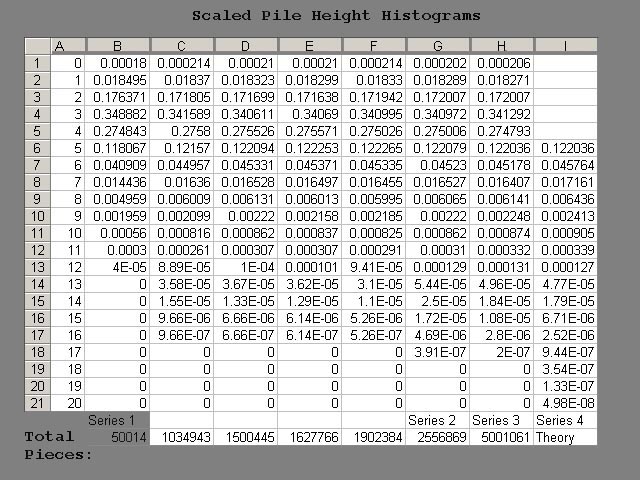 Scaled Pile Height Histograms
A B C D E F G H I
1 0 0.00018 0.000214 0.00021 0.00021 0.000214 0.000202 0.000206
2 1 0.018495 0.01837 0.018323 0.018299 0.01833 0.018289 0.018271
3 2 0.176371 0.171805 0.171699 0.171638 0.171942 0.172007 0.172007
4 3 0.348882 0.341589 0.340611 0.34069 0.340995 0.340972 0.341292
5 4 0.274843 0.2758 0.275526 0.275571 0.275026 0.275006 0.274793
6 5 0.118067 0.12157 0.122094 0.122253 0.122265 0.122079 0.122036 0.122036
7 6 0.040909 0.044957 0.045331 0.045371 0.045335 0.04523 0.045178 0.045764
8 7 0.014436 0.01636 0.016528 0.016497 0.016455 0.016527 0.016407 0.017161
9 8 0.004959 0.006009 0.006131 0.006013 0.005995 0.006065 0.006141 0.006436
10 9 0.001959 0.002099 0.00222 0.002158 0.002185 0.00222 0.002248 0.002413
11 10 0.00056 0.000816 0.000862 0.000837 0.000825 0.000862 0.000874 0.000905
12 11 0.0003 0.000261 0.000307 0.000307 0.000291 0.00031 0.000332 0.000339
13 12 4E-05 8.89E-05 1E-04 0.000101 9.41E-05 0.000129 0.000131 0.000127
14 13 0 3.58E-05 3.67E-05 3.62E-05 3.1E-05 5.44E-05 4.96E-05 4.77E-05
15 14 0 1.55E-05 1.33E-05 1.29E-05 1.1E-05 2.5E-05 1.84E-05 1.79E-05
16 15 0 9.66E-06 6.66E-06 6.14E-06 5.26E-06 1.72E-05 1.08E-05 6.71E-06
17 16 0 9.66E-07 6.66E-07 6.14E-07 5.26E-07 4.69E-06 2.8E-06 2.52E-06
18 17 0 0 0 0 0 3.91E-07 2E-07 9.44E-07
19 18 0 0 0 0 0 0 0 3.54E-07
20 19 0 0 0 0 0 0 0 1.33E-07
21 20 0 0 0 0 0 0 0 4.98E-08
Series 1 Series 2 Series 3 Series 4
Total 50014 1034943 1500445 1627766 1902384 2556869 5001061 Theory
Pieces: